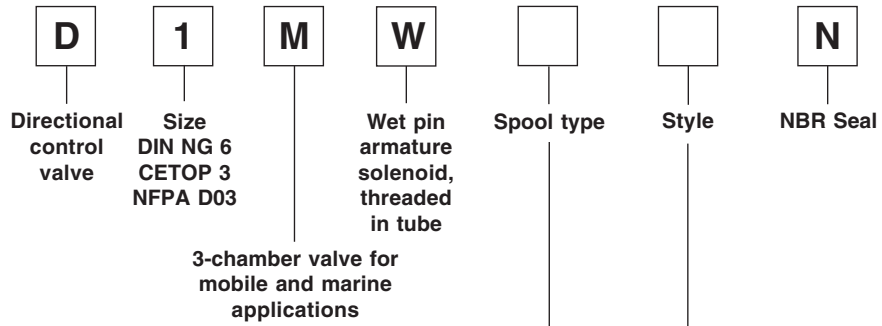 D 1 M W N
Directional
control
valve
Size
DIN NG 6
CETOP 3
NFPA D03
3-chamber valve for
mobile and marine
applications
Wet pin
armature
solenoid,
threaded
in tube
Spool type
Style
NBR Seal